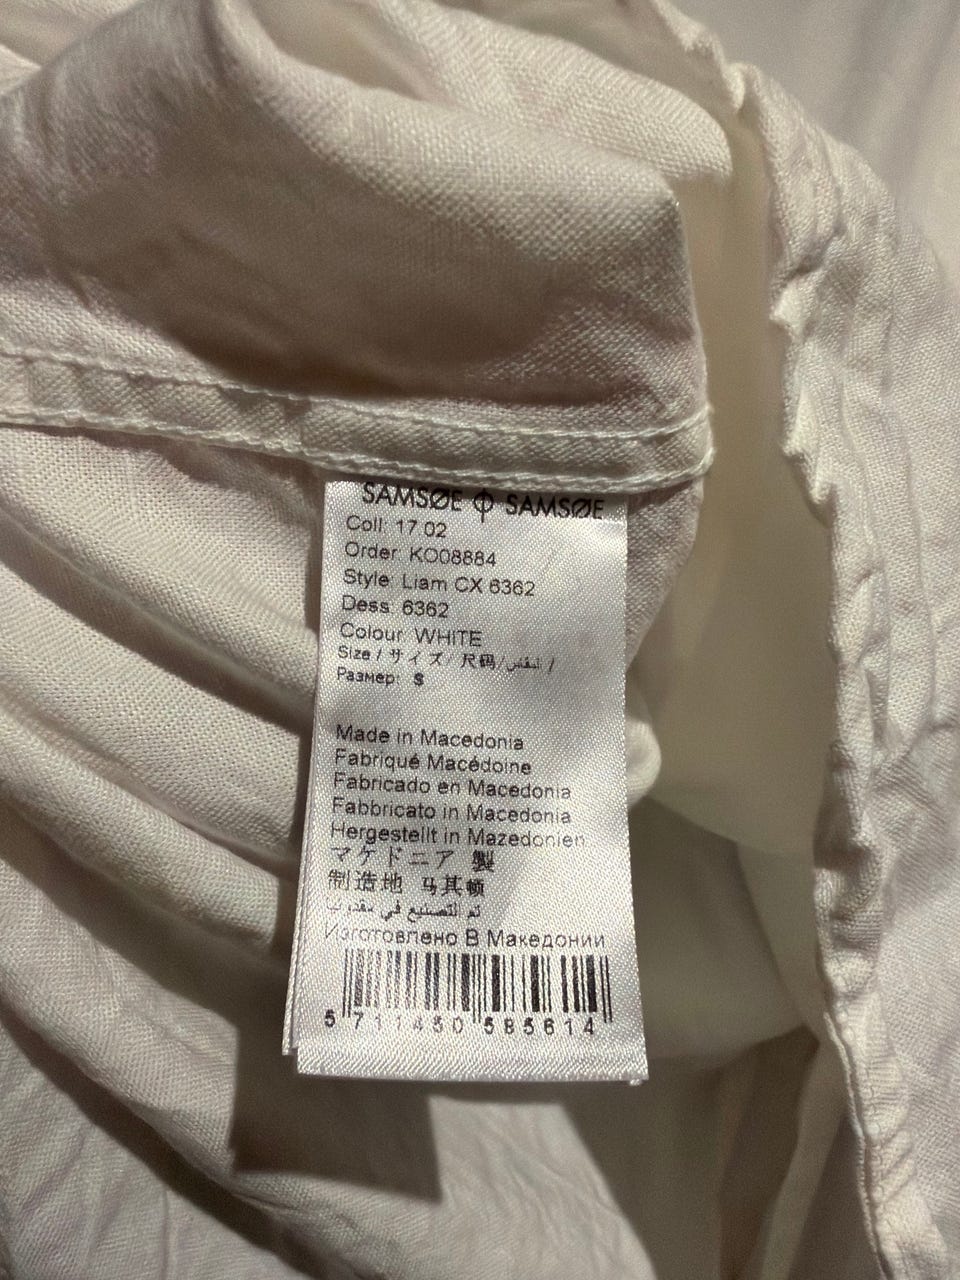 SAMSØE ϕ SAMSØE
Coll: 17 02
Order: KO08884
Style: Liam CX 6362
Dess: 6362
Colour: WHITE
Size / サイズ / 尺码 / المقاس /
Размер: S
Made in Macedonia
Fabriqué Macédoine
Fabricado en Macedonia
Fabbricato in Macedonia
Hergestellt in Mazedonien
マケドニア 製
制造地 马其顿
تم التصنيع في
Изготовлено В Македонии
5 711450 585614